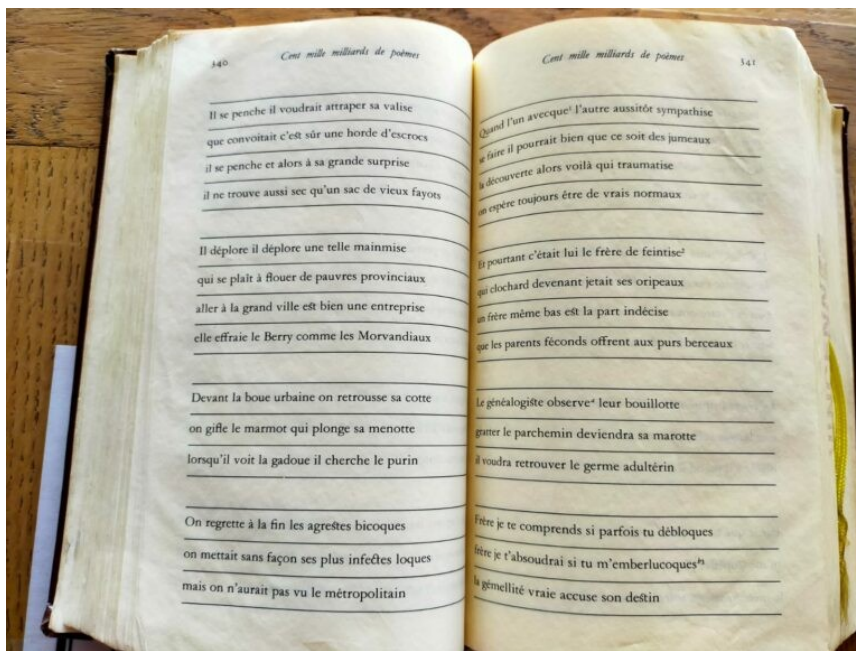 340
Cent mille milliards de poèmes
Il se penche il voudrait attraper sa valise
que convoitait c'est sûr une horde d'escrocs
il se penche et alors à sa grande surprise
il ne trouve aussi sec qu'un sac de vieux fayots
Il déplore il déplore une telle mainmise
qui se plaît à flouer de pauvres provinciaux
aller à la grand ville est bien une entreprise
elle effraie le Berry comme les Morvandiaux
Devant la boue urbaine on retrousse sa cotte
on gifle le marmot qui plonge sa menotte
lorsqu'il voit la gadoue il cherche le purin
On regrette à la fin les agrestes bicoques
on mettait sans façon ses plus infectes loques
mais on n'aurait pas vu le métropolitain
Cent mille milliards de poèmes
341
Quand l'un avecque¹ l'autre aussitôt sympathise
se faire il pourrait bien que ce soit des jumeaux
la découverte alors voilà qui traumatise
on espère toujours être de vrais normaux
Et pourtant c'était lui le frère de feintise²
qui clochard devenant jetait ses oripeaux
un frère même bas est la part indécise
que les parents féconds offrent aux purs berceaux
Le généalogiste observe⁴ leur bouillotte
gratter le parchemin deviendra sa marotte
il voudra retrouver le germe adultérin
Frère je te comprends si parfois tu débloques
frère je t'absoudrai si tu m'emberlucoques
la gémellité vraie accuse son destin